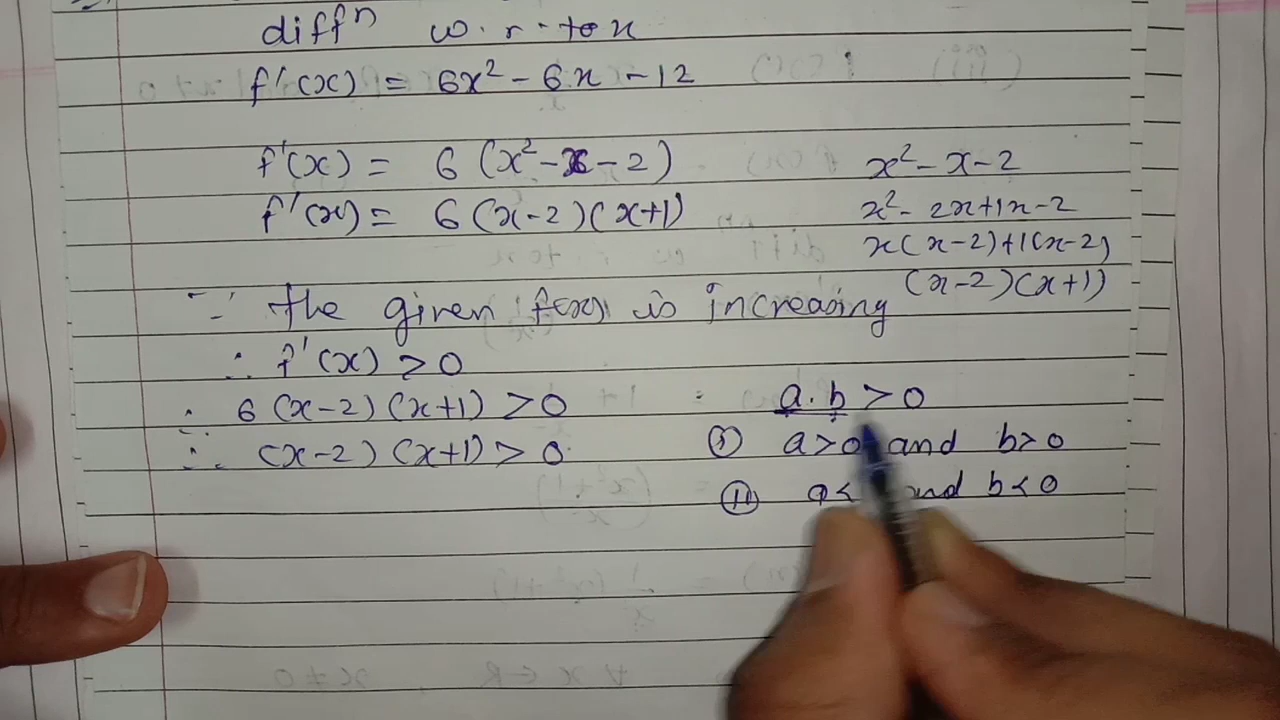 diffⁿ w.r.to x
f'(x) = 6x² - 6x - 12
f'(x) = 6(x² - x - 2)
f'(x) = 6(x-2)(x+1)
x² - x - 2
x² - 2x + 1x - 2
x(x-2)+1(x-2)
(x-2)(x+1)
∵ the given f(x) is increasing
∴ f'(x) > 0
∴ 6(x-2)(x+1) > 0
∴ (x-2)(x+1) > 0
a.b > 0
(i) a>0 and b>0
(ii) a< and b<0